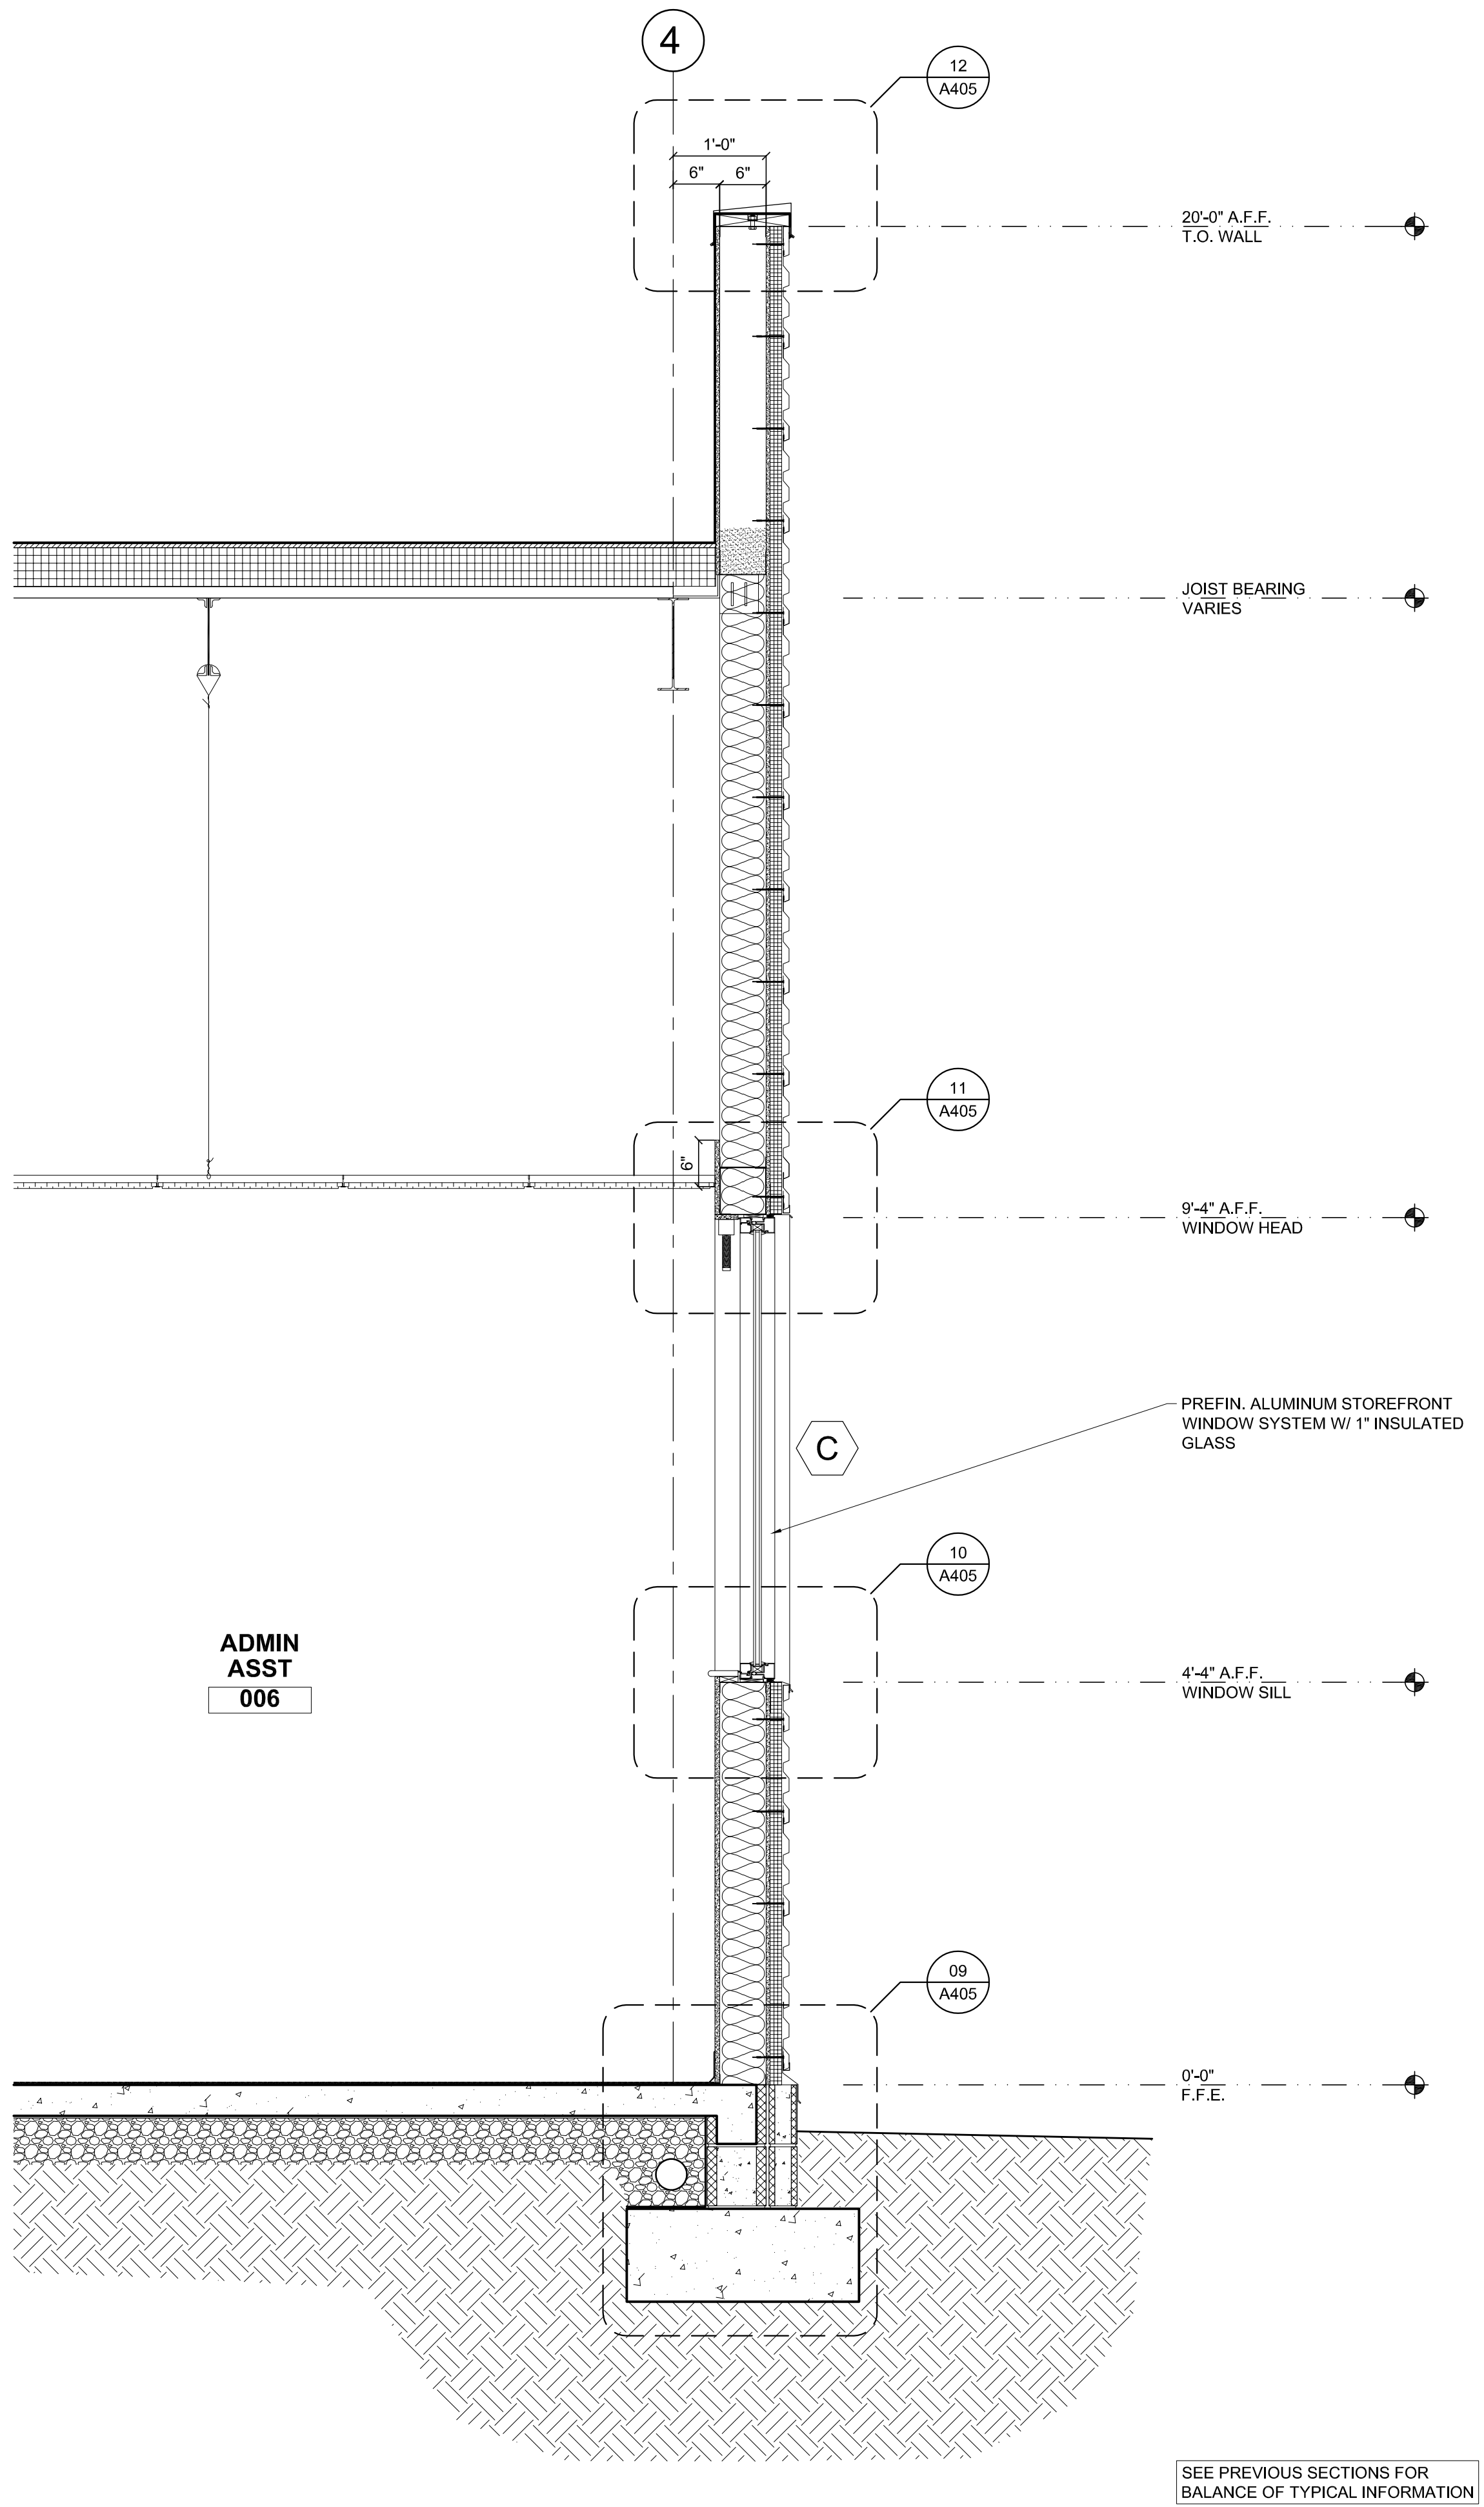 4
12
A405
1'-0"
6" 6"
20'-0" A.F.F.
T.O. WALL
JOIST BEARING
VARIES
11
A405
6"
9'-4" A.F.F.
WINDOW HEAD
PREFIN. ALUMINUM STOREFRONT
WINDOW SYSTEM W/ 1" INSULATED
GLASS
C
10
A405
ADMIN
ASST
006
4'-4" A.F.F.
WINDOW SILL
09
A405
0'-0"
F.F.E.
SEE PREVIOUS SECTIONS FOR
BALANCE OF TYPICAL INFORMATION